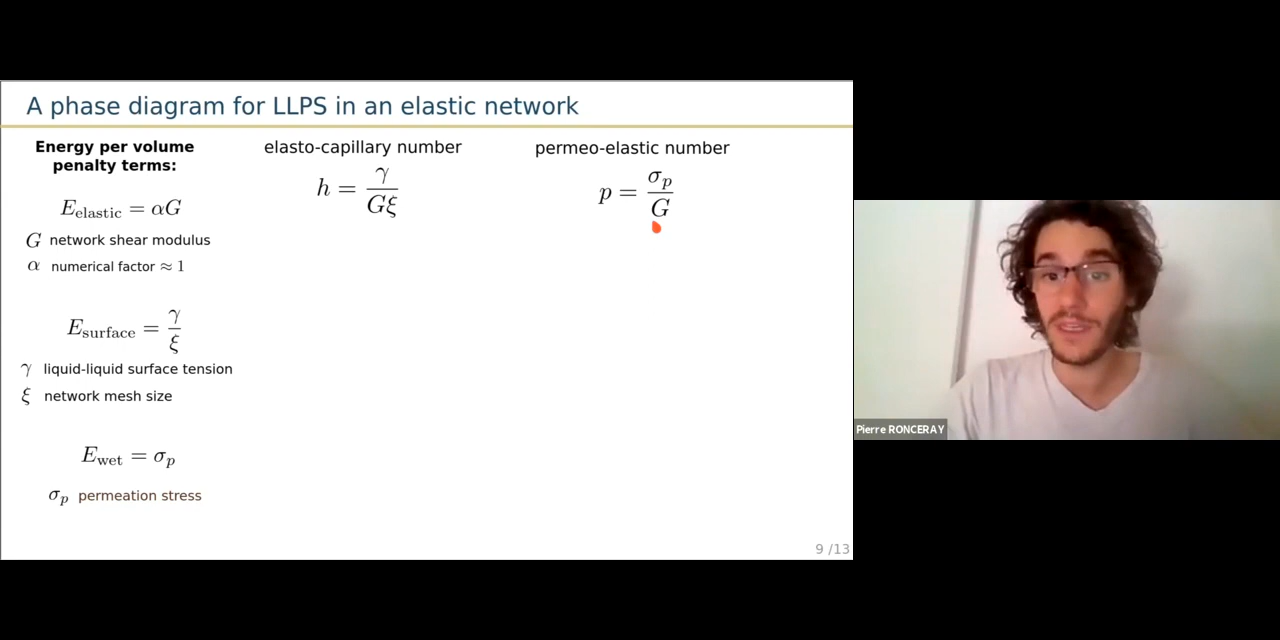 A phase diagram for LLPS in an elastic network
Energy per volume
penalty terms:
E_elastic = αG
G network shear modulus
α numerical factor ≈ 1
E_surface = γ/ξ
γ liquid-liquid surface tension
ξ network mesh size
E_wet = σ_p
σ_p permeation stress
elasto-capillary number
h = γ/Gξ
permeo-elastic number
p = σ_p/G
9 /13
Pierre RONCERAY